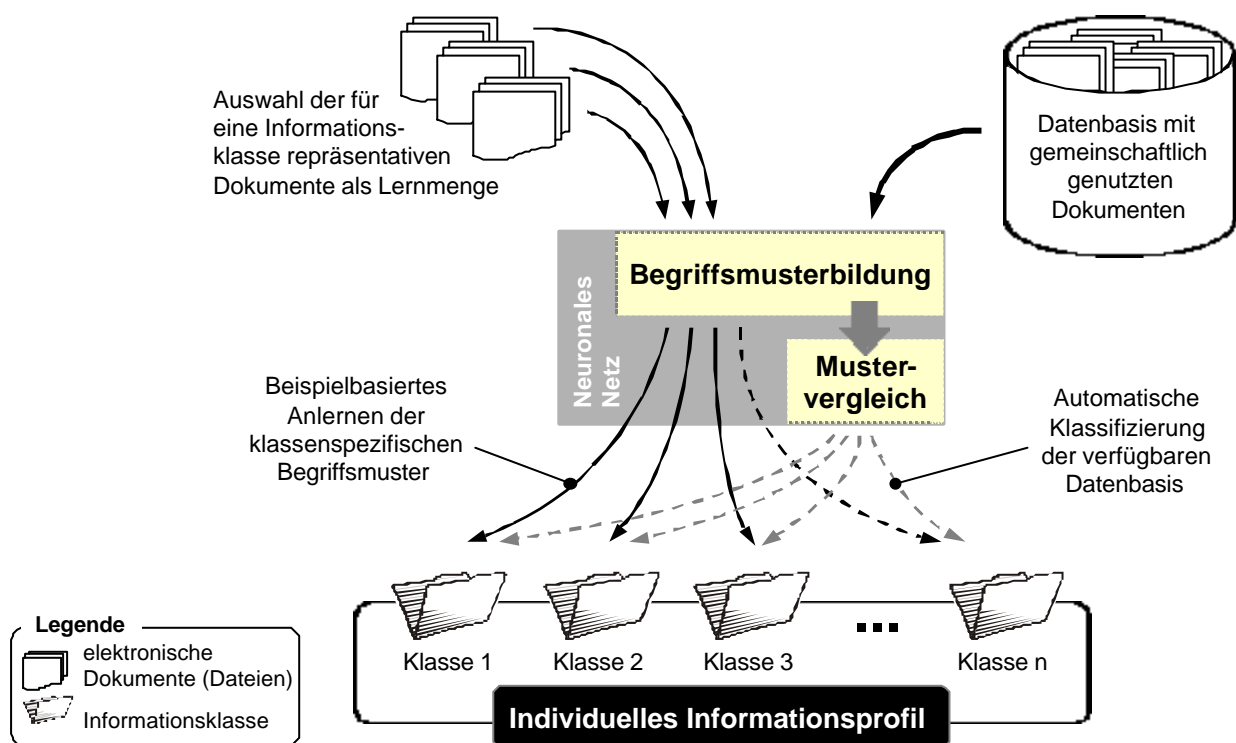 Auswahl der für
eine Informations-
klasse repräsentativen
Dokumente als Lernmenge
Datenbasis mit
gemeinschaftlich
genutzten
Dokumenten
Neuronales
Netz
Begriffsmusterbildung
Muster-
vergleich
Beispielbasiertes
Anlernen der
klassenspezifischen
Begriffsmuster
Automatische
Klassifizierung
der verfügbaren
Datenbasis
Klasse 1
Klasse 2
Klasse 3
...
Klasse n
Individuelles Informationsprofil
Legende
elektronische
Dokumente (Dateien)
Informationsklasse